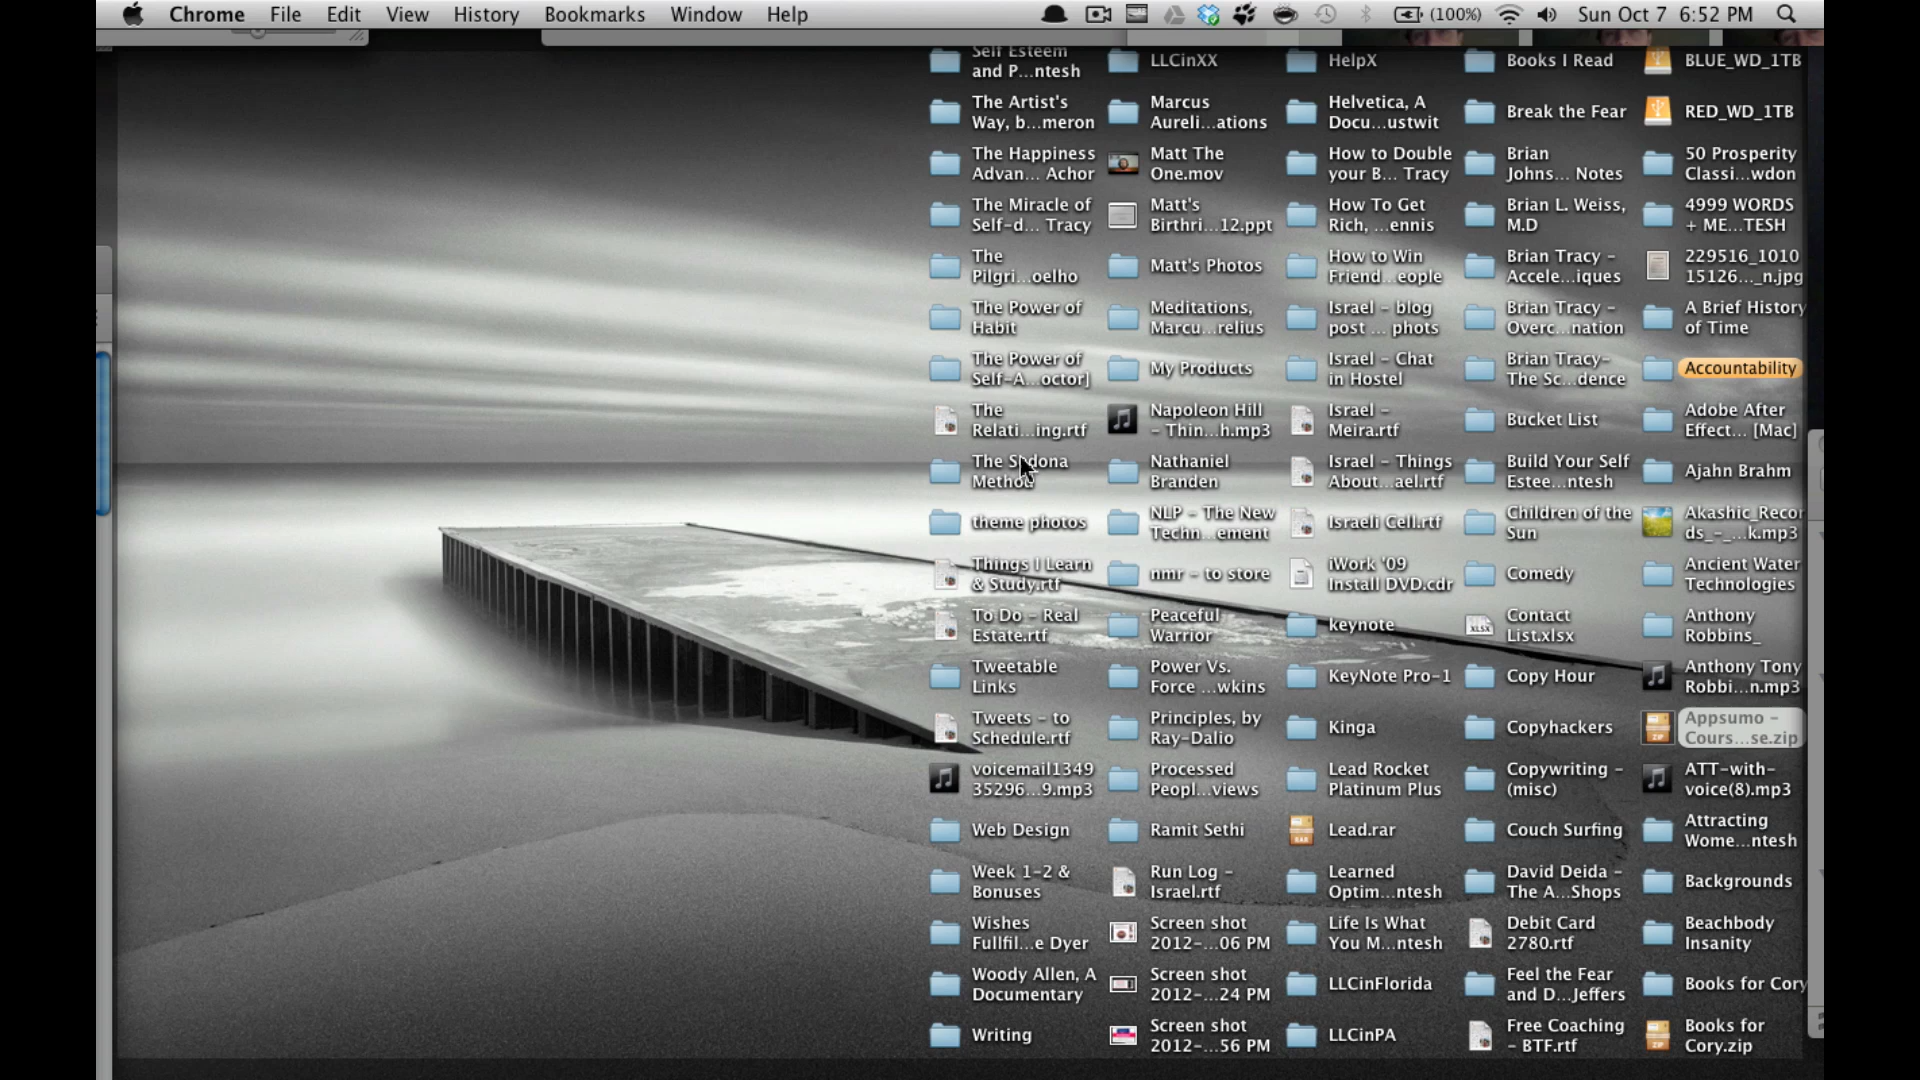 Chrome File Edit View History Bookmarks Window Help (100%) Sun Oct 7 6:52 PM
Self Esteem
and P...ntesh
The Artist's
Way, b...meron
The Happiness
Advan... Achor
The Miracle of
Self-d... Tracy
The
Pilgri...oelho
The Power of
Habit
The Power of
Self-A...octor]
The
Relati...ing.rtf
The Sedona
Method
theme photos
Things I Learn
& Study.rtf
To Do - Real
Estate.rtf
Tweetable
Links
Tweets - to
Schedule.rtf
voicemail1349
35296...9.mp3
Web Design
Week 1-2 &
Bonuses
Wishes
Fullfil...e Dyer
Woody Allen, A
Documentary
Writing
LLCinXX
Marcus
Aureli...ations
Matt The
One.mov
Matt's
Birthri...12.ppt
Matt's Photos
Meditations,
Marcu...relius
My Products
Napoleon Hill
- Thin...h.mp3
Nathaniel
Branden
NLP - The New
Techn...ement
nmr - to store
Peaceful
Warrior
Power Vs.
Force ...wkins
Principles, by
Ray-Dalio
Processed
Peopl...views
Ramit Sethi
Run Log -
Israel.rtf
Screen shot
2012-...06 PM
Screen shot
2012-...24 PM
Screen shot
2012-...56 PM
HelpX
Helvetica, A
Docu...ustwit
How to Double
your B... Tracy
How To Get
Rich, ...ennis
How to Win
Friend...eople
Israel - blog
post ... phots
Israel - Chat
in Hostel
Israel -
Meira.rtf
Israel - Things
About...ael.rtf
Israeli Cell.rtf
iWork '09
Install DVD.cdr
keynote
KeyNote Pro-1
Kinga
Lead Rocket
Platinum Plus
Lead.rar
Learned
Optim...ntesh
Life Is What
You M...ntesh
LLCinFlorida
LLCinPA
Books I Read
Break the Fear
Brian
Johns... Notes
Brian L. Weiss,
M.D
Brian Tracy -
Accele...iques
Brian Tracy -
Overc...nation
Brian Tracy-
The Sc...dence
Bucket List
Build Your Self
Estee...ntesh
Children of the
Sun
Comedy
Contact
List.xlsx
Copy Hour
Copyhackers
Copywriting -
(misc)
Couch Surfing
David Deida -
The A...Shops
Debit Card
2780.rtf
Feel the Fear
and D...Jeffers
Free Coaching
- BTF.rtf
BLUE_WD_1TB
RED_WD_1TB
50 Prosperity
Classi...wdon
4999 WORDS
+ ME...TESH
229516_1010
15126..._n.jpg
A Brief History
of Time
Accountability
Adobe After
Effect... [Mac]
Ajahn Brahm
Akashic_Recor
ds_-_...k.mp3
Ancient Water
Technologies
Anthony
Robbins_
Anthony Tony
Robbi...n.mp3
Appsumo -
Cours...se.zip
ATT-with-
voice(8).mp3
Attracting
Wome...ntesh
Backgrounds
Beachbody
Insanity
Books for Cory
Books for
Cory.zip